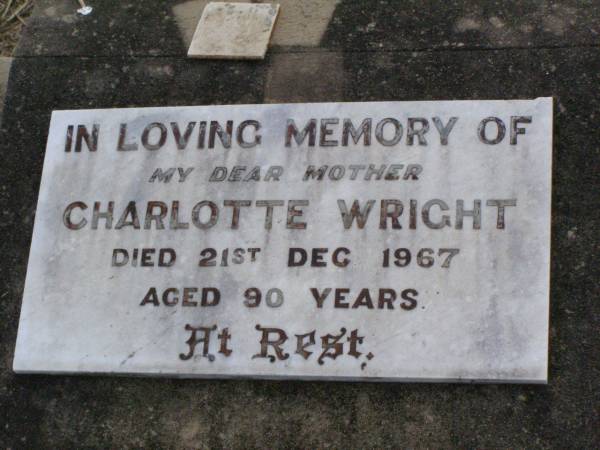 IN LOVING MEMORY OF
MY DEAR MOTHER
CHARLOTTE WRIGHT
DIED 21ST DEC 1967
AGED 90 YEARS
At Rest.